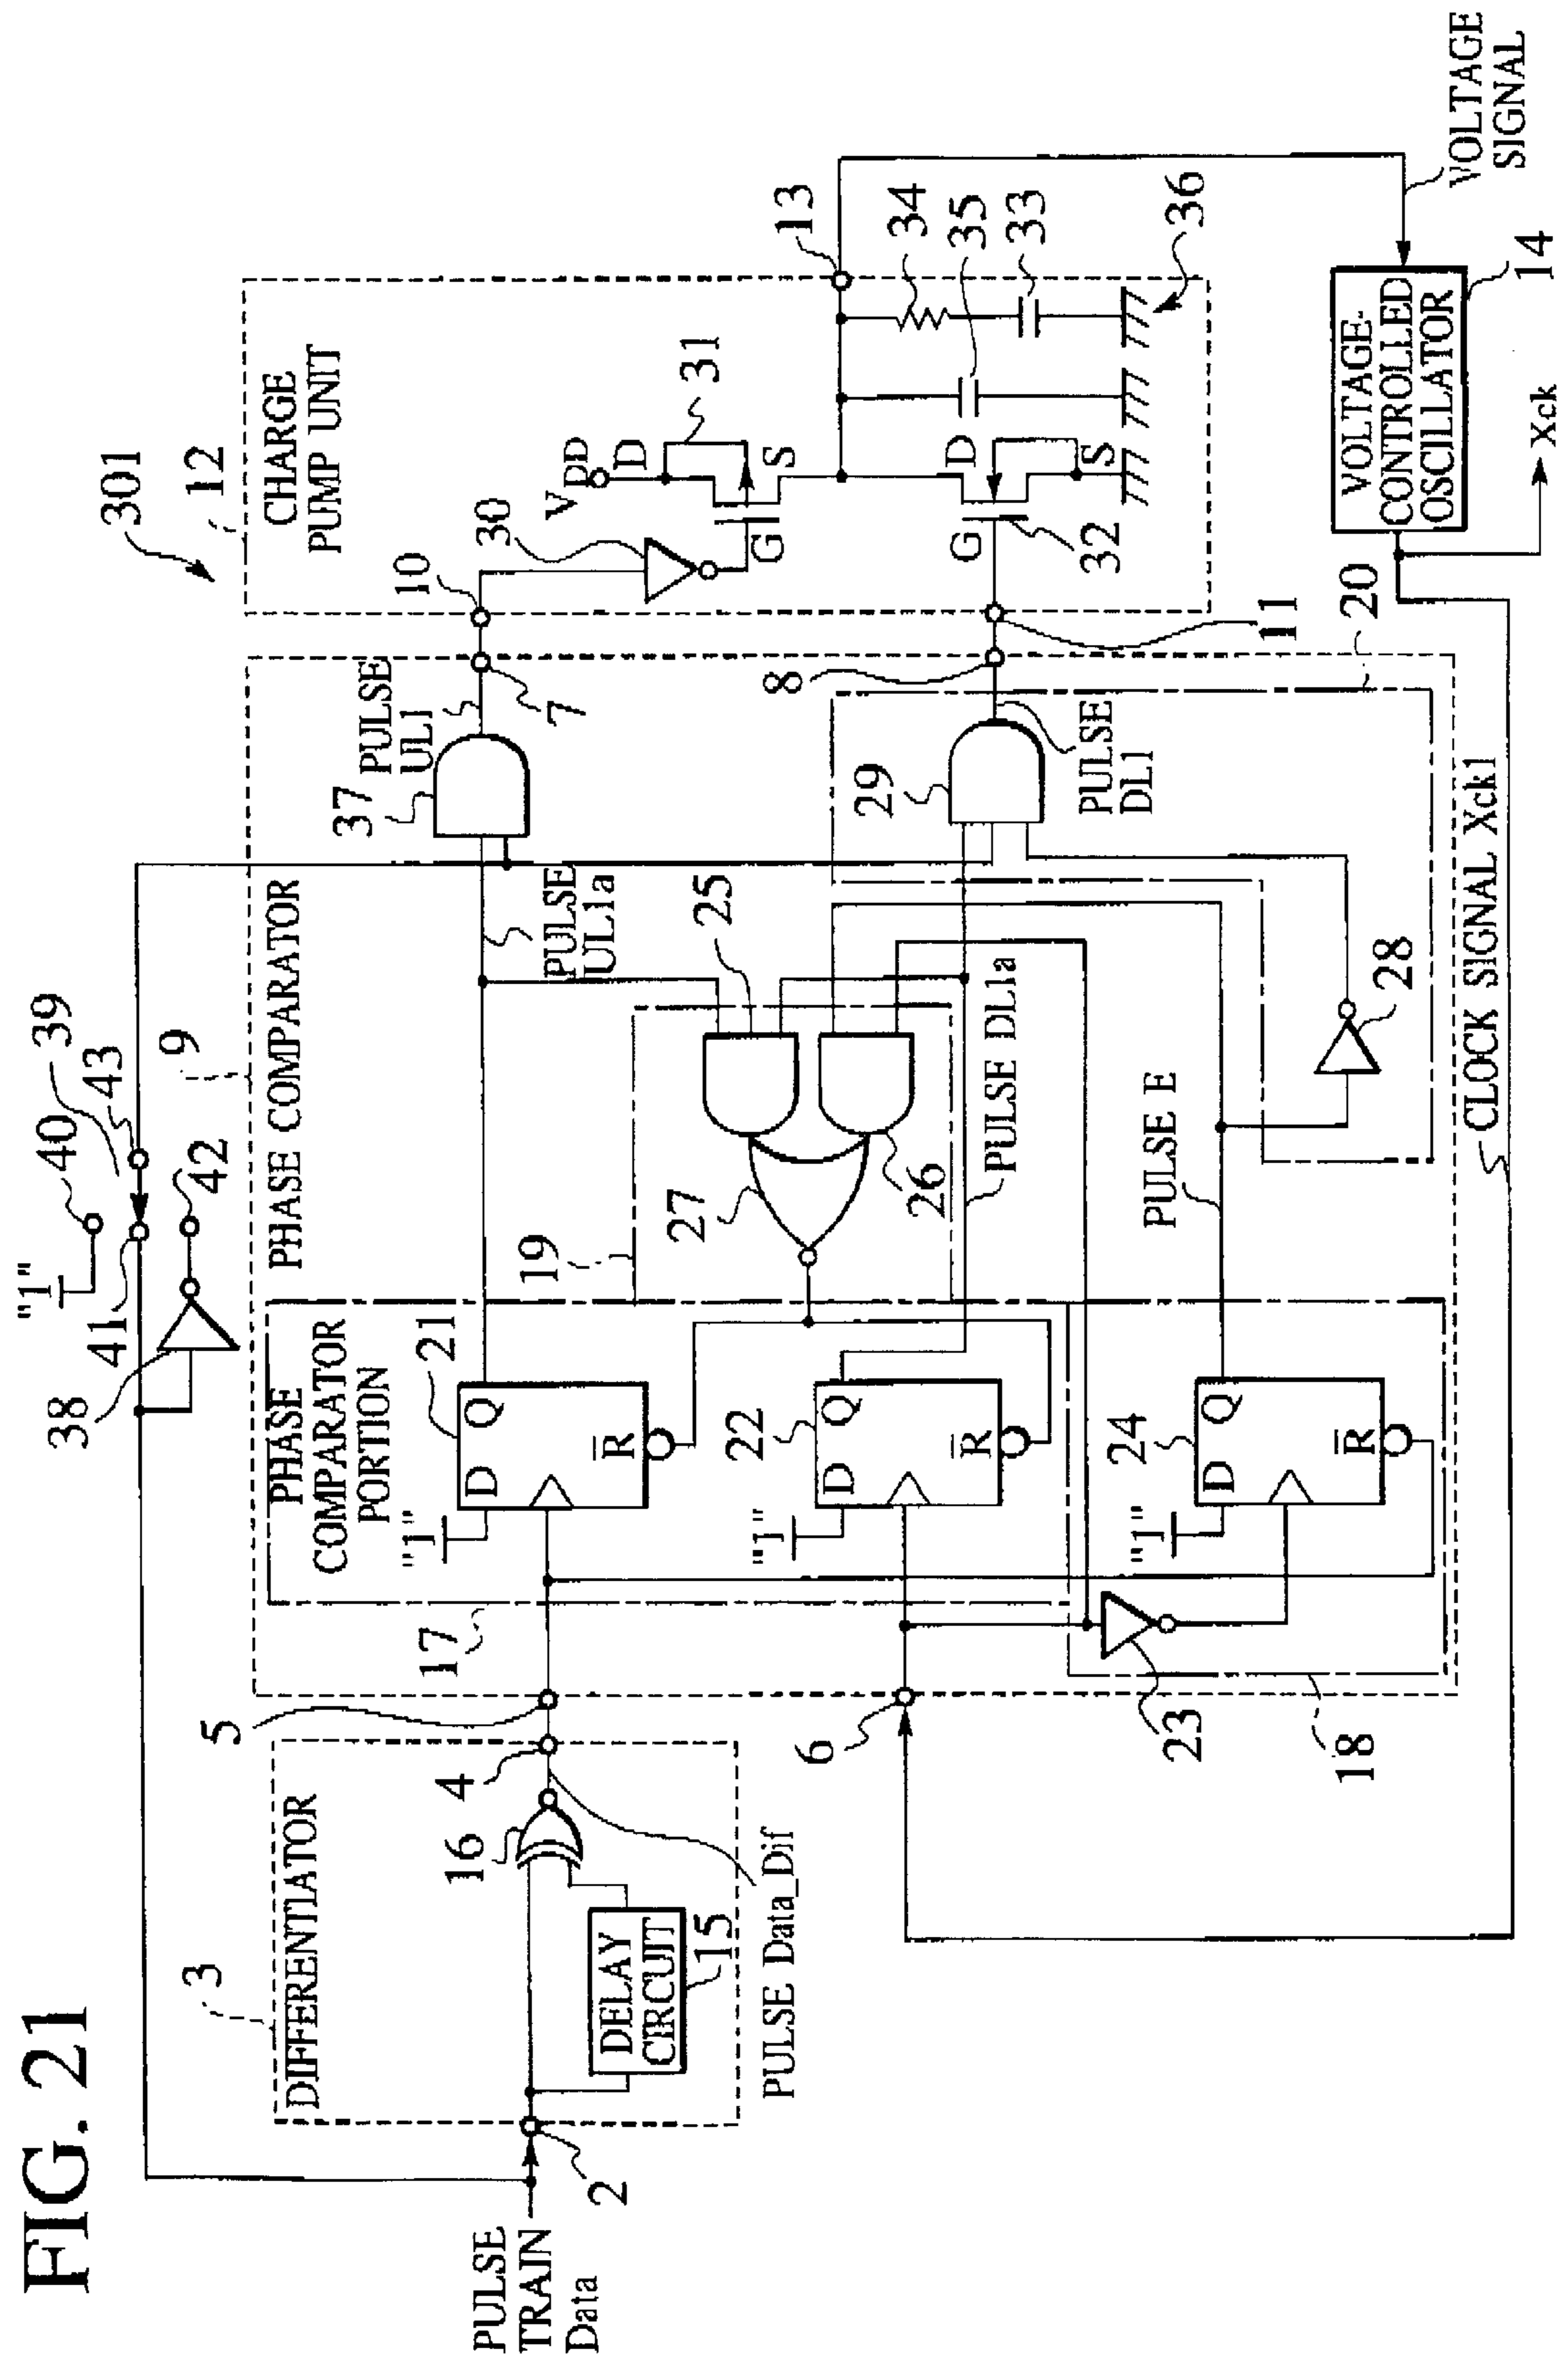 FIG. 21
301
39
40
43
"1"
41
42
38
9
12
PHASE COMPARATOR
CHARGE
PUMP UNIT
3
DIFFERENTIATOR
PHASE
COMPARATOR
PORTION
17
5
4
16
DELAY
CIRCUIT
15
PULSE Data_Dif
PULSE
TRAIN
Data
2
"1"
D
Q
R
21
PULSE
UL1a
37
PULSE
UL1
7
10
30
VDD
D
31
G
S
13
19
27
25
26
6
"1"
D
Q
R
22
PULSE DL1a
29
PULSE
DL1
8
11
G
D
S
32
34
35
33
36
23
18
"1"
D
Q
R
24
PULSE E
28
20
CLOCK SIGNAL Xck1
VOLTAGE-
CONTROLLED
OSCILLATOR
14
VOLTAGE
SIGNAL
Xck